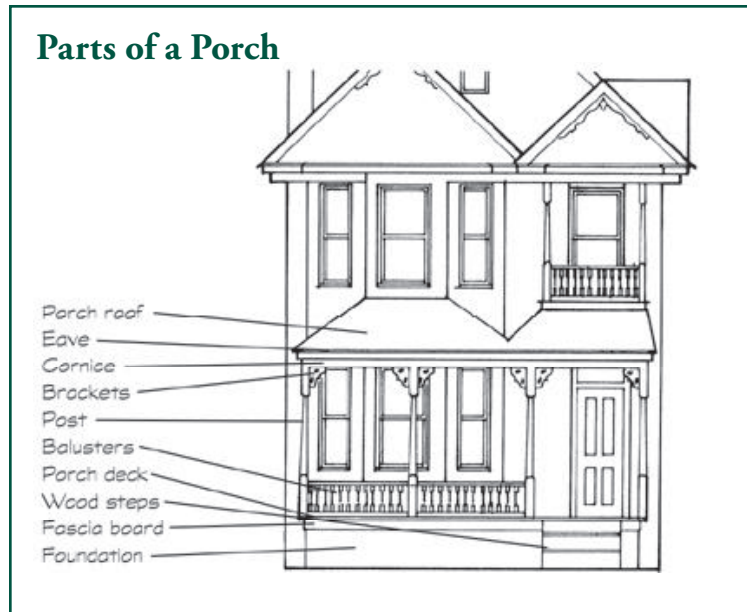 Parts of a Porch
Porch roof
Eave
Cornice
Brackets
Post
Balusters
Porch deck
Wood steps
Fascia board
Foundation